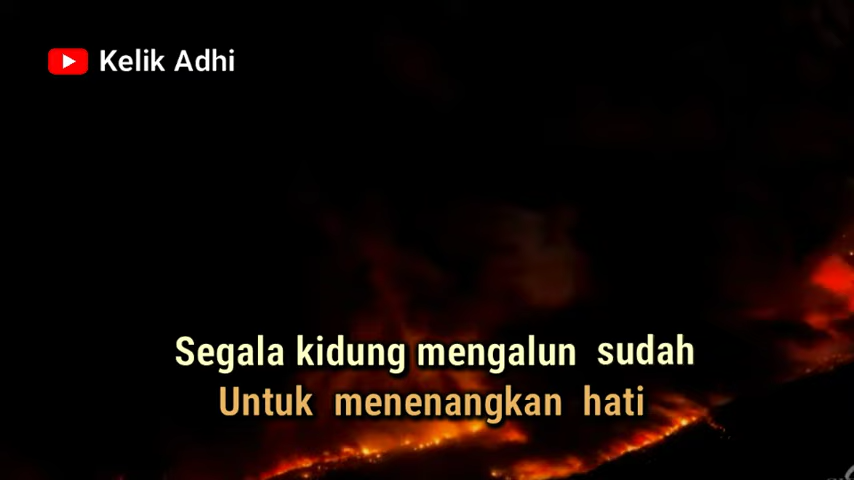 Kelik Adhi
Segala kidung mengalun sudah
Untuk menenangkan hati